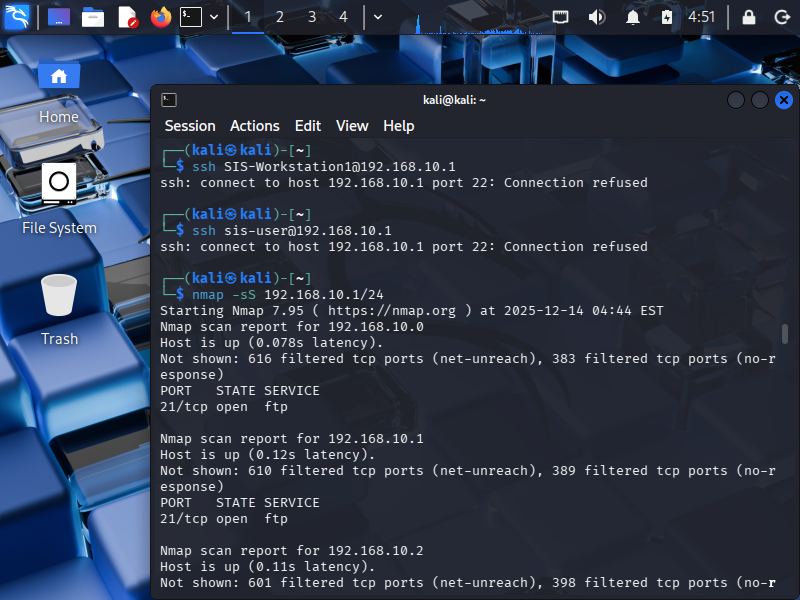 1 2 3 4 4:51
Home
File System
Trash
kali@kali: ~
Session Actions Edit View Help
┌──(kali㉿kali)-[~]
└─$ ssh SIS-Workstation1@192.168.10.1
ssh: connect to host 192.168.10.1 port 22: Connection refused
┌──(kali㉿kali)-[~]
└─$ ssh sis-user@192.168.10.1
ssh: connect to host 192.168.10.1 port 22: Connection refused
┌──(kali㉿kali)-[~]
└─$ nmap -sS 192.168.10.1/24
Starting Nmap 7.95 ( https://nmap.org ) at 2025-12-14 04:44 EST
Nmap scan report for 192.168.10.0
Host is up (0.078s latency).
Not shown: 616 filtered tcp ports (net-unreach), 383 filtered tcp ports (no-r
esponse)
PORT   STATE SERVICE
21/tcp open  ftp
Nmap scan report for 192.168.10.1
Host is up (0.12s latency).
Not shown: 610 filtered tcp ports (net-unreach), 389 filtered tcp ports (no-r
esponse)
PORT   STATE SERVICE
21/tcp open  ftp
Nmap scan report for 192.168.10.2
Host is up (0.11s latency).
Not shown: 601 filtered tcp ports (net-unreach), 398 filtered tcp ports (no-r